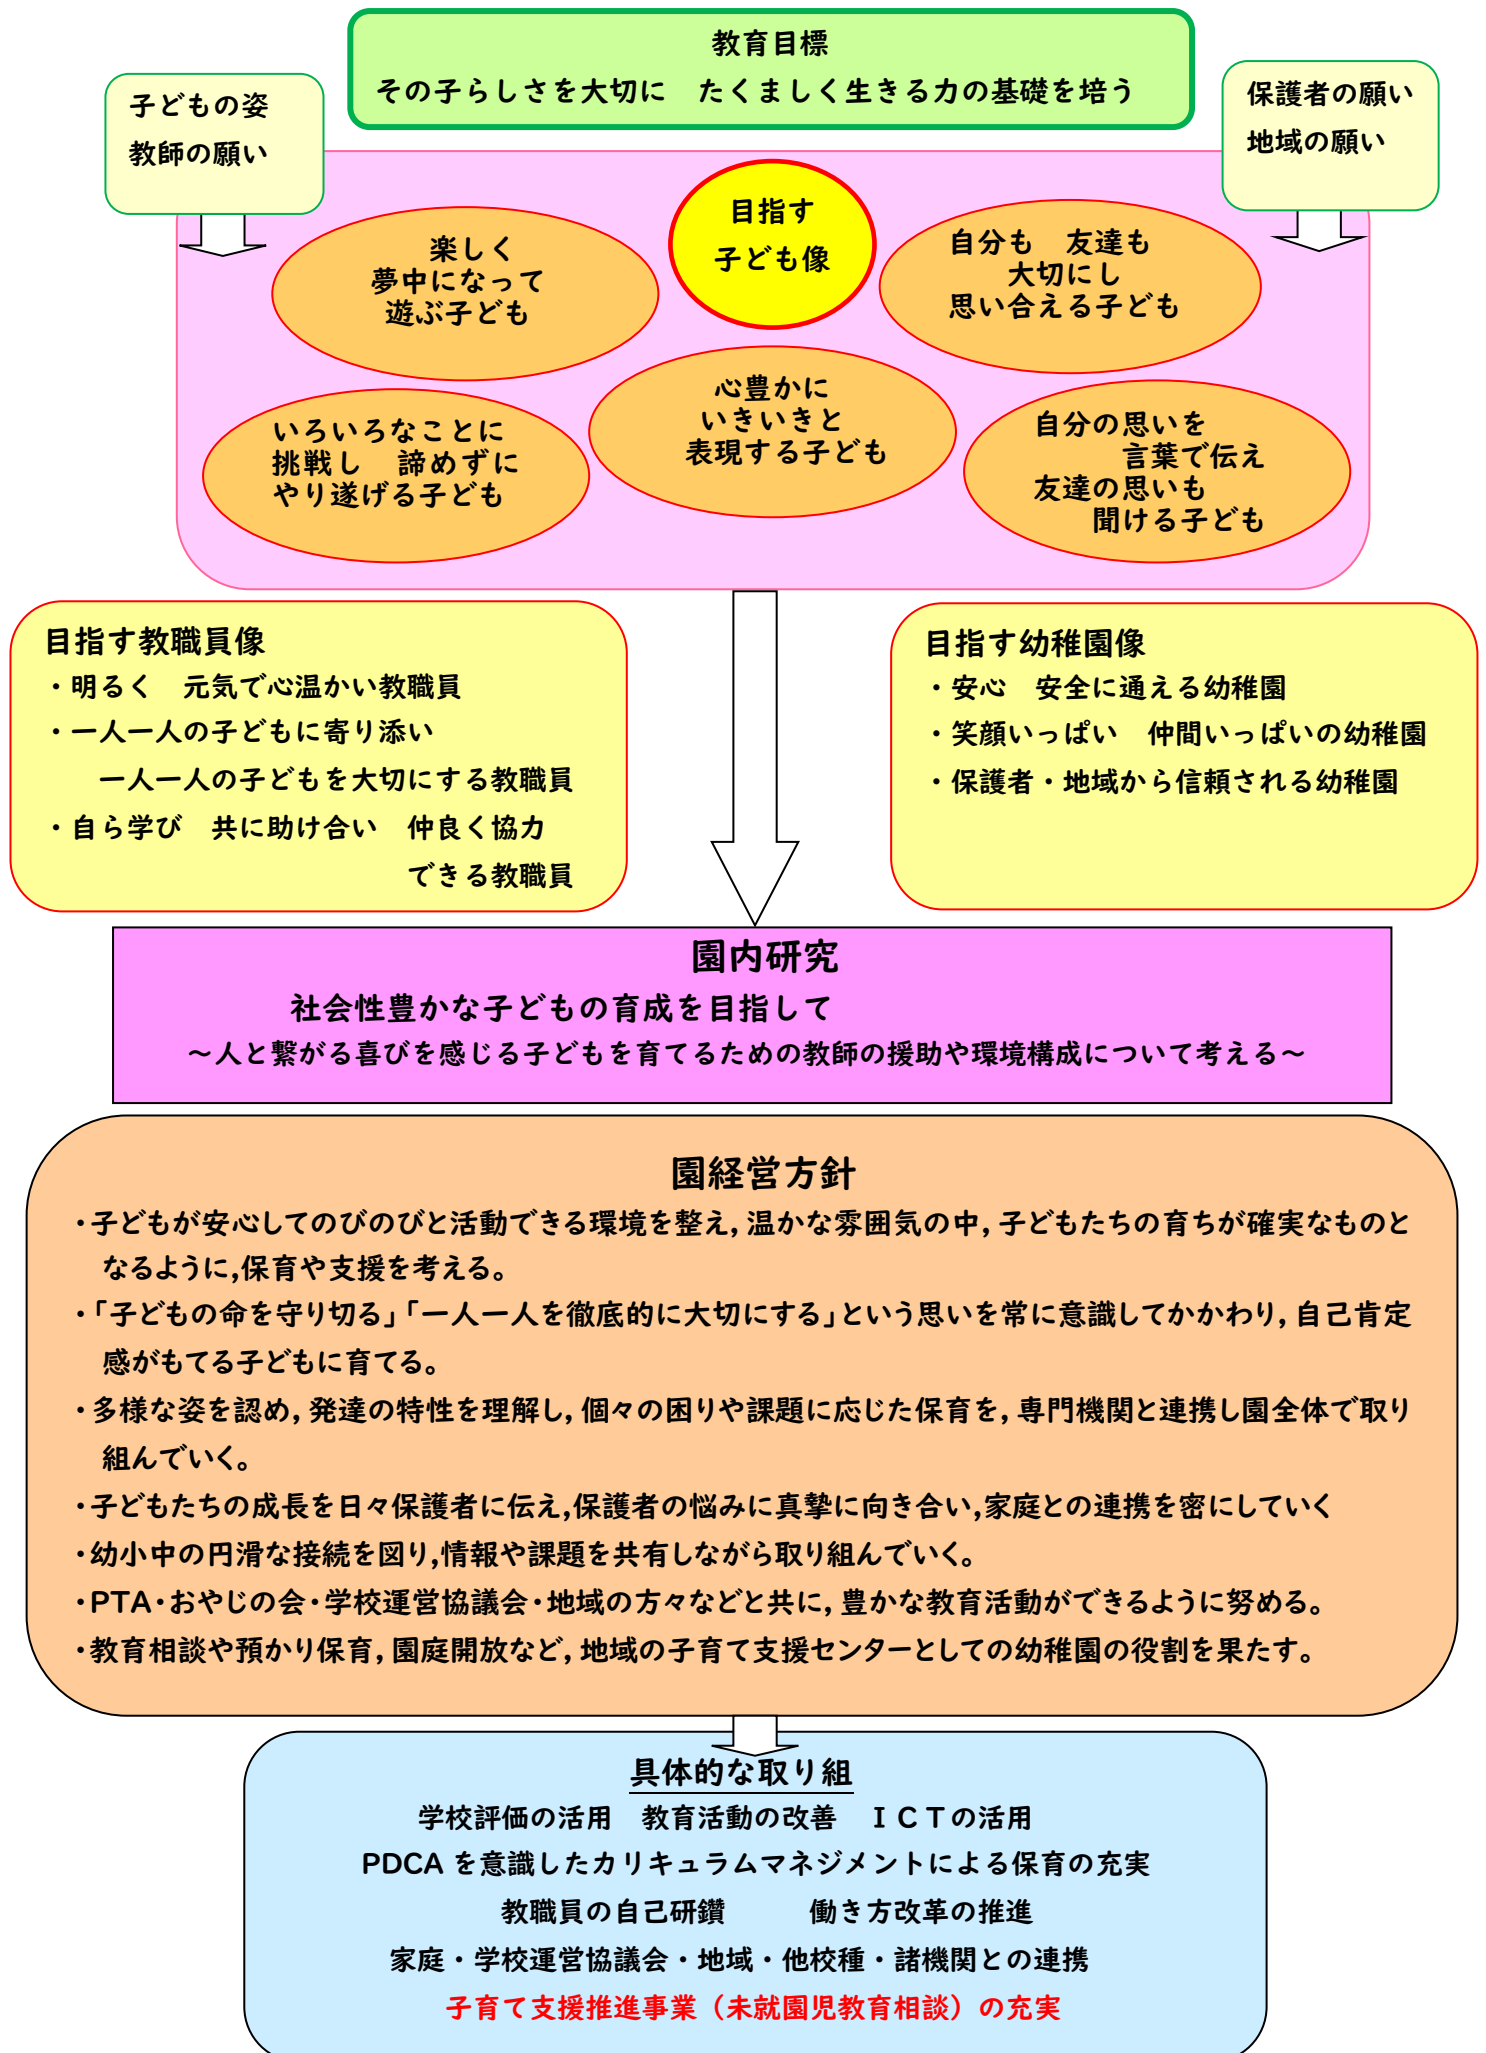 教育目標
その子らしさを大切に　たくましく生きる力の基礎を培う
子どもの姿
教師の願い
保護者の願い
地域の願い
目指す
子ども像
楽しく
夢中になって
遊ぶ子ども
自分も　友達も
大切にし
思い合える子ども
いろいろなことに
挑戦し　諦めずに
やり遂げる子ども
心豊かに
いきいきと
表現する子ども
自分の思いを
言葉で伝え
友達の思いも
聞ける子ども
目指す教職員像
・明るく　元気で心温かい教職員
・一人一人の子どもに寄り添い
一人一人の子どもを大切にする教職員
・自ら学び　共に助け合い　仲良く協力
できる教職員
目指す幼稚園像
・安心　安全に通える幼稚園
・笑顔いっぱい　仲間いっぱいの幼稚園
・保護者・地域から信頼される幼稚園
園内研究
社会性豊かな子どもの育成を目指して
～人と繋がる喜びを感じる子どもを育てるための教師の援助や環境構成について考える～
園経営方針
・子どもが安心してのびのびと活動できる環境を整え，温かな雰囲気の中，子どもたちの育ちが確実なものと
なるように，保育や支援を考える。
・「子どもの命を守り切る」「一人一人を徹底的に大切にする」という思いを常に意識してかかわり，自己肯定
感がもてる子どもに育てる。
・多様な姿を認め，発達の特性を理解し，個々の困りや課題に応じた保育を，専門機関と連携し園全体で取り
組んでいく。
・子どもたちの成長を日々保護者に伝え，保護者の悩みに真摯に向き合い，家庭との連携を密にしていく
・幼小中の円滑な接続を図り，情報や課題を共有しながら取り組んでいく。
・PTA・おやじの会・学校運営協議会・地域の方々などと共に，豊かな教育活動ができるように努める。
・教育相談や預かり保育，園庭開放など，地域の子育て支援センターとしての幼稚園の役割を果たす。
具体的な取り組
学校評価の活用　教育活動の改善　ＩＣＴの活用
PDCA を意識したカリキュラムマネジメントによる保育の充実
教職員の自己研鑽　　　働き方改革の推進
家庭・学校運営協議会・地域・他校種・諸機関との連携
子育て支援推進事業（未就園児教育相談）の充実